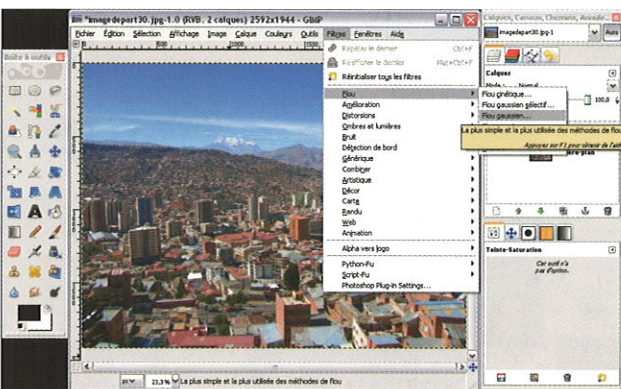 *imagedepart30.jpg-1.0 (RVB, 2 calques) 2592x1944 - GIMP
Fichier Édition Sélection Affichage Image Calque Couleurs Outils Filtres Fenêtres Aide
Boîte à outils
Répéter le dernier Ctrl+F
Réafficher le dernier Maj+Ctrl+F
Réinitialiser tous les filtres
Flou
Amélioration
Distorsions
Ombres et lumières
Bruit
Détection de bord
Générique
Combiner
Artistique
Décor
Carte
Rendu
Web
Animation
Alpha vers logo
Python-Fu
Script-Fu
Photoshop Plug-in Settings...
Flou cinétique...
Flou gaussien sélectif...
Flou gaussien...
La plus simple et la plus utilisée des méthodes de flou
Appuyez sur F1 pour obtenir de l'aide
Calques, Canaux, Chemins, Annule...
imagedepart30.jpg-1
Auto
Calques
Mode : Normal
100,0
Teinte-Saturation
Cet outil n'a
pas d'option.
px 23,3% La plus simple et la plus utilisée des méthodes de flou